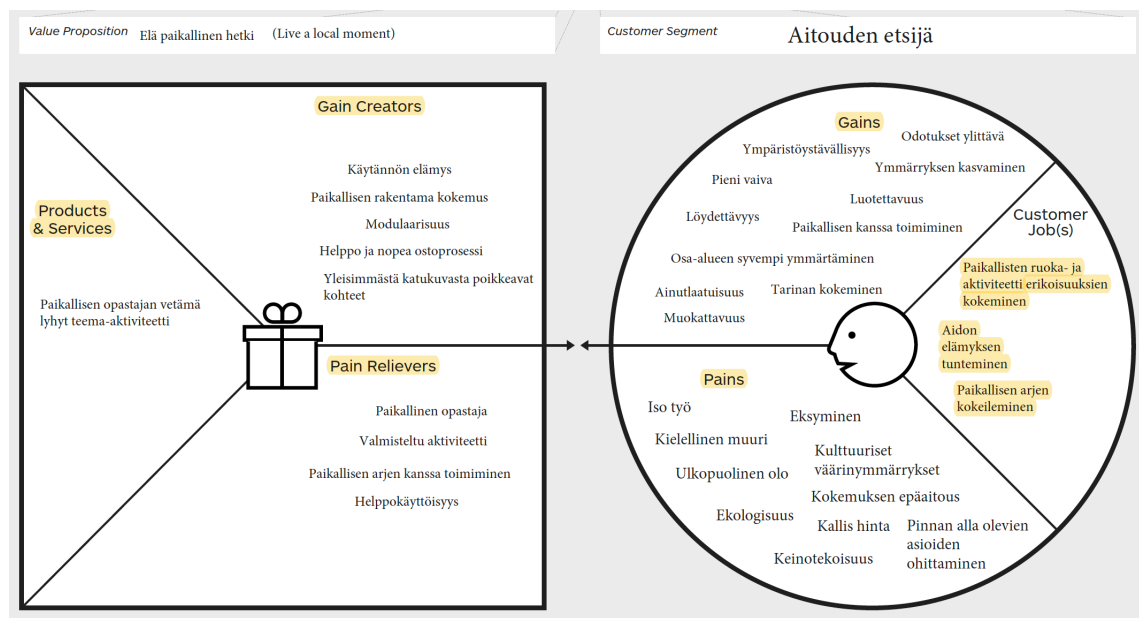 Value Proposition Elä paikallinen hetki (Live a local moment)
Customer Segment Aitouden etsijä
Gain Creators
Käytännön elämys
Paikallisen rakentama kokemus
Modulaarisuus
Helppo ja nopea ostoprosessi
Yleisimmästä katukuvasta poikkeavat
kohteet
Products
& Services
Paikallisen opastajan vetämä
lyhyt teema-aktiviteetti
Pain Relievers
Paikallinen opastaja
Valmisteltu aktiviteetti
Paikallisen arjen kanssa toimiminen
Helppokäyttöisyys
Gains
Odotukset ylittävä
Ympäristöystävällisyys
Ymmärryksen kasvaminen
Pieni vaiva
Luotettavuus
Löydettävyys
Paikallisen kanssa toimiminen
Osa-alueen syvempi ymmärtäminen
Ainutlaatuisuus
Tarinan kokeminen
Muokattavuus
Customer
Job(s)
Paikallisten ruoka- ja
aktiviteetti erikoisuuksien
kokeminen
Aidon
elämyksen
tunteminen
Paikallisen arjen
kokeileminen
Pains
Iso työ
Eksyminen
Kielellinen muuri
Kulttuuriset
väärinymmärrykset
Ulkopuolinen olo
Kokemuksen epäaitous
Ekologisuus
Kallis hinta
Pinnan alla olevien
asioiden
ohittaminen
Keinotekoisuus